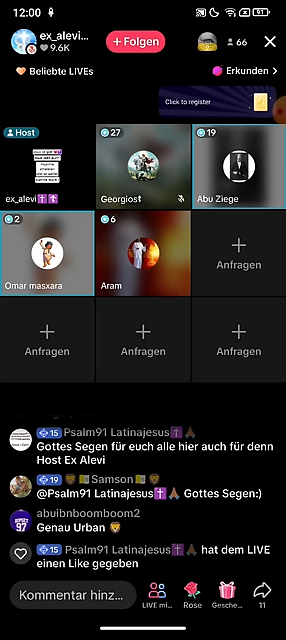 12:00
91
ex_alevi...
9.6K
+ Folgen
66
Beliebte LIVEs
Erkunden >
Click to register
Host
27
19
ex_alevi
Georgios
Abu Ziege
2
6
Omar masxara
Aram
Anfragen
Anfragen
Anfragen
Anfragen
15 Psalm91 Latinajesus✝️🙏🏾
Gottes Segen für euch alle hier auch für denn
Host Ex Alevi
19 Samson
@Psalm91 Latinajesus✝️🙏🏾 Gottes Segen:)
abuibnboomboom2
Genau Urban 🦁
15 Psalm91 Latinajesus✝️🙏🏾 hat dem LIVE
einen Like gegeben
Kommentar hinz...
LIVE mi...
Rose
Gesche...
11